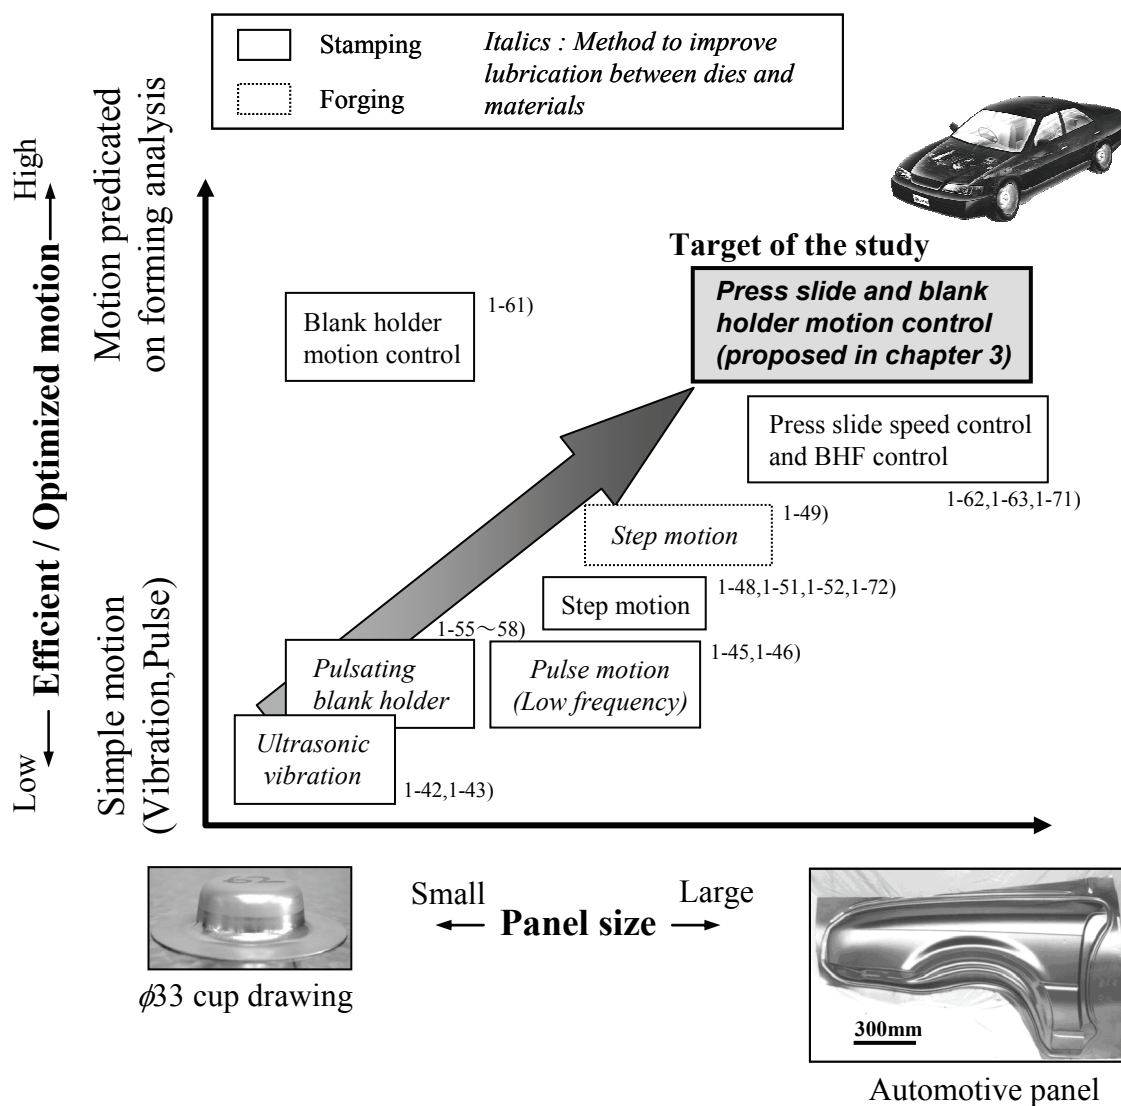 Stamping
Forging
Italics : Method to improve
lubrication between dies and
materials
High
Efficient / Optimized motion
Low
Motion predicated
on forming analysis
Simple motion
(Vibration,Pulse)
Target of the study
Press slide and blank
holder motion control
(proposed in chapter 3)
Blank holder
motion control
1-61)
Press slide speed control
and BHF control
1-62,1-63,1-71)
Step motion
1-49)
Step motion
1-48,1-51,1-52,1-72)
1-55～58)
Pulsating
blank holder
Pulse motion
(Low frequency)
1-45,1-46)
Ultrasonic
vibration
1-42,1-43)
Small
Large
Panel size
ϕ33 cup drawing
300mm
Automotive panel